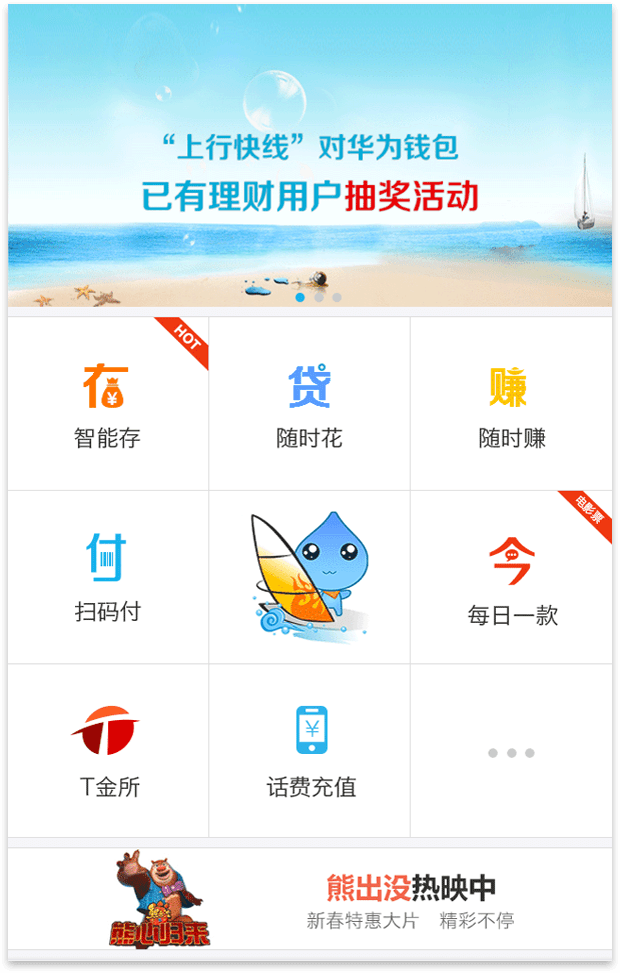 “上行快线”对华为钱包
已有理财用户抽奖活动
HOT
存
¥
智能存
贷
随时花
赚
随时赚
付
扫码付
电影票
今
每日一款
T
T金所
¥
话费充值
熊心归来
熊出没热映中
新春特惠大片 精彩不停